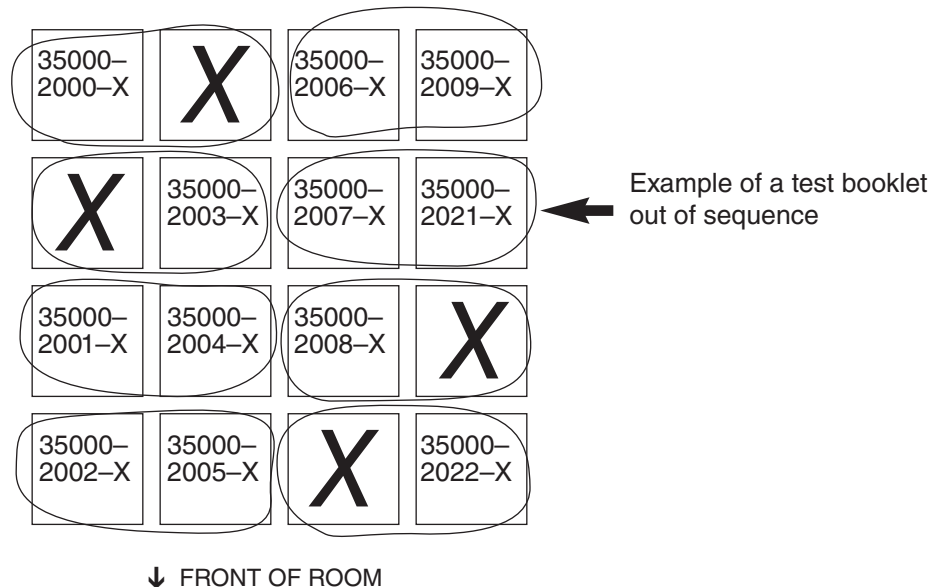 35000–
2000–X
X
35000–
2006–X
35000–
2009–X
X
35000–
2003–X
35000–
2007–X
35000–
2021–X
Example of a test booklet
out of sequence
35000–
2001–X
35000–
2004–X
35000–
2008–X
X
35000–
2002–X
35000–
2005–X
X
35000–
2022–X
↓ FRONT OF ROOM